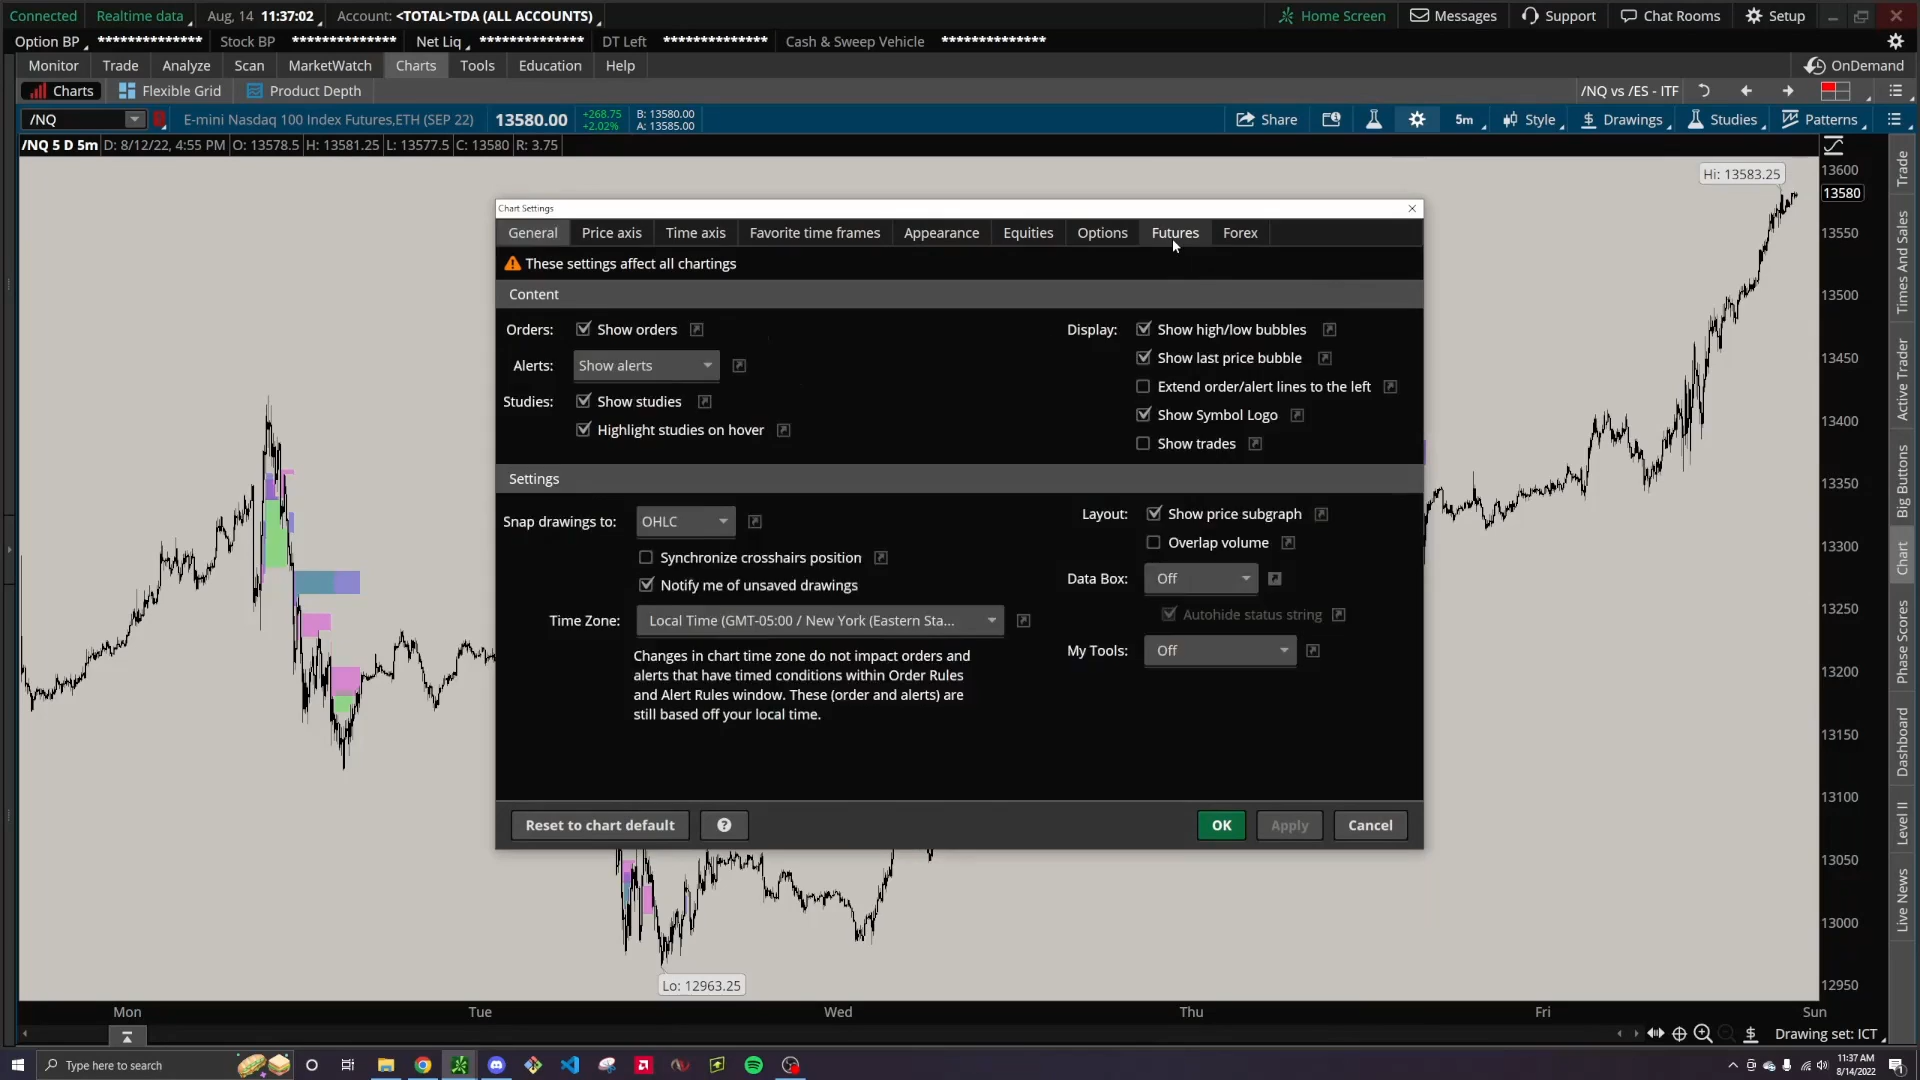 Connected Realtime data Aug, 14 11:37:02 Account: <TOTAL>TDA (ALL ACCOUNTS) Home Screen Messages Support Chat Rooms Setup
Option BP ************** Stock BP ************** Net Liq ************** DT Left ************** Cash & Sweep Vehicle **************
Monitor Trade Analyze Scan MarketWatch Charts Tools Education Help OnDemand
Charts Flexible Grid Product Depth /NQ vs /ES - ITF
/NQ E-mini Nasdaq 100 Index Futures,ETH (SEP 22) 13580.00 +268.75 B: 13580.00 Share 5m Style Drawings Studies Patterns
+2.02% A: 13585.00
/NQ 5 D 5m D: 8/12/22, 4:55 PM O: 13578.5 H: 13581.25 L: 13577.5 C: 13580 R: 3.75
Hi: 13583.25
13600
13580
13550
13500
13450
13400
13350
13300
13250
13200
13150
13100
13050
13000
12950
Trade
Times And Sales
Active Trader
Big Buttons
Chart
Phase Scores
Dashboard
Level II
Live News
Chart Settings
General Price axis Time axis Favorite time frames Appearance Equities Options Futures Forex
These settings affect all chartings
Content
Orders: Show orders Display: Show high/low bubbles
Show last price bubble
Alerts: Show alerts
Extend order/alert lines to the left
Studies: Show studies Show Symbol Logo
Highlight studies on hover Show trades
Settings
Snap drawings to: OHLC Layout: Show price subgraph
Overlap volume
Synchronize crosshairs position
Notify me of unsaved drawings Data Box: Off
Autohide status string
Time Zone: Local Time (GMT-05:00 / New York (Eastern Sta...
My Tools: Off
Changes in chart time zone do not impact orders and
alerts that have timed conditions within Order Rules
and Alert Rules window. These (order and alerts) are
still based off your local time.
Reset to chart default ? OK Apply Cancel
Lo: 12963.25
Mon Tue Wed Thu Fri Sun
Drawing set: ICT
Type here to search 11:37 AM
8/14/2022